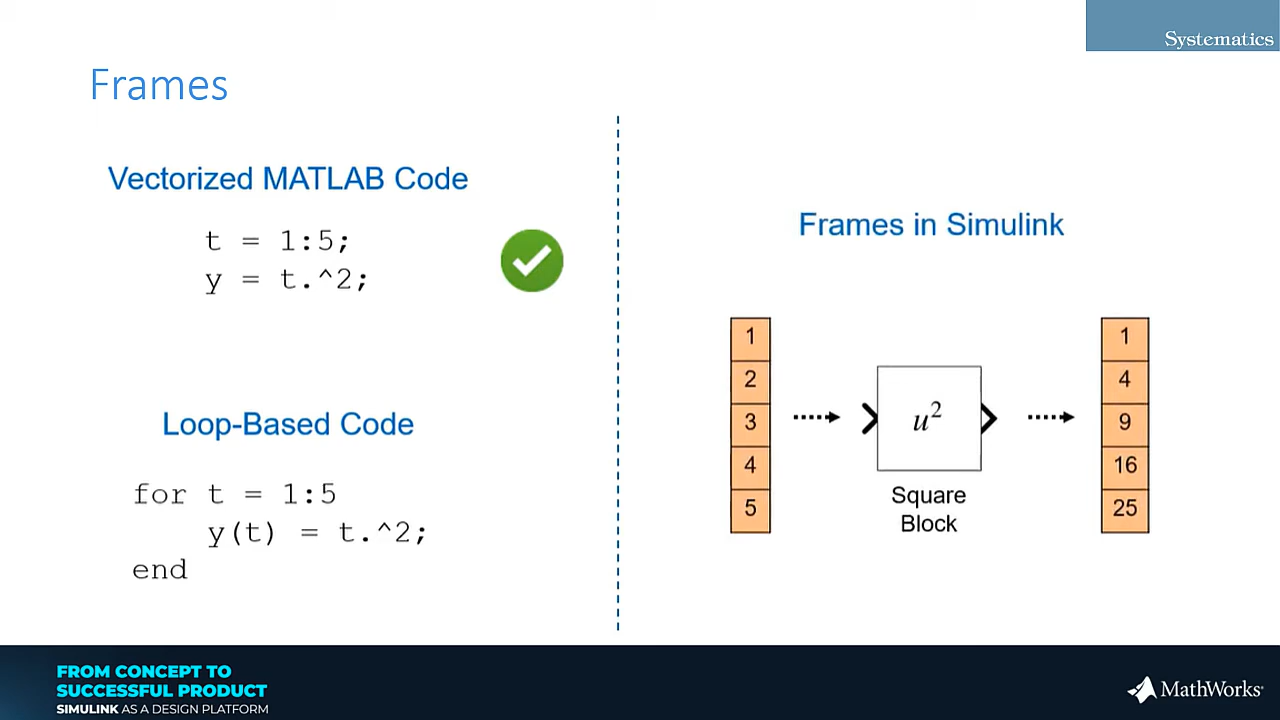 Systematics
Frames
Vectorized MATLAB Code
t = 1:5;
y = t.^2;
Loop-Based Code
for t = 1:5
y(t) = t.^2;
end
Frames in Simulink
1
2
3
4
5
u²
Square
Block
1
4
9
16
25
FROM CONCEPT TO
SUCCESSFUL PRODUCT
SIMULINK AS A DESIGN PLATFORM
MathWorks®